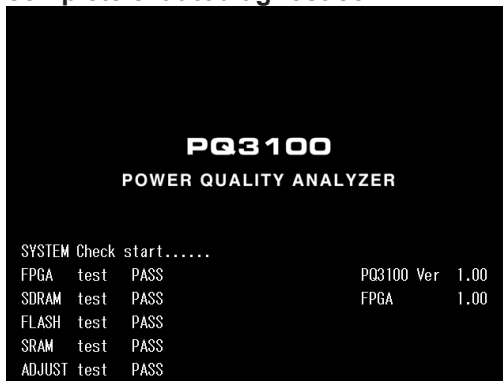 PQ3100
POWER QUALITY ANALYZER
SYSTEM Check start......
FPGA test PASS PQ3100 Ver 1.00
SDRAM test PASS FPGA 1.00
FLASH test PASS
SRAM test PASS
ADJUST test PASS